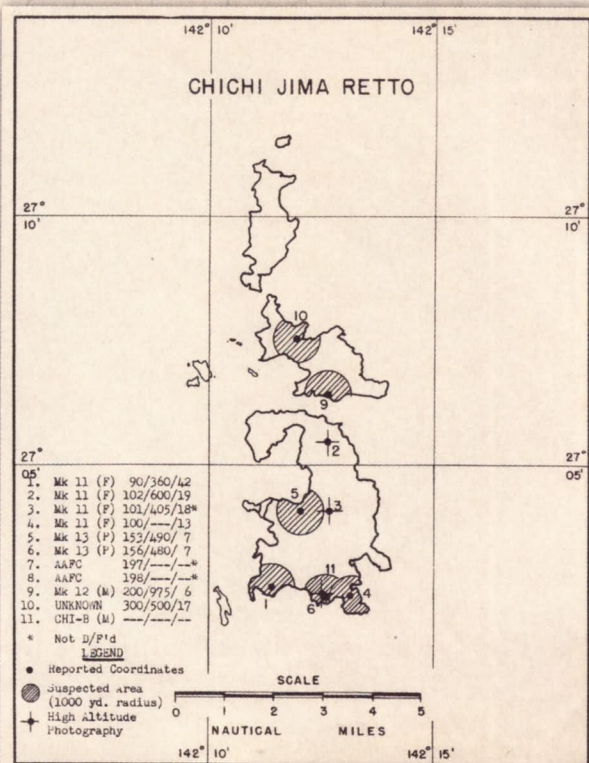 142° 10' 142° 15'
CHICHI JIMA RETTO
27° 10' 27° 10'
10
9
2
27° 05' 27° 05'
5 3
11
1 6 4
1. Mk 11 (F) 90/360/42
2. Mk 11 (F) 102/600/19
3. Mk 11 (F) 101/405/18*
4. Mk 11 (F) 100/---/13
5. Mk 13 (P) 153/490/ 7
6. Mk 13 (P) 156/480/ 7
7. AAFC 197/---/--*
8. AAFC 198/---/--*
9. Mk 12 (M) 200/975/ 6
10. UNKNOWN 300/500/17
11. CHI-B (M) ---/---/--
* Not D/F'd
LEGEND
Reported Coordinates
Suspected Area
(1000 yd. radius)
High Altitude
Photography
SCALE
0 1 2 3 4 5
NAUTICAL MILES
142° 10' 142° 15'